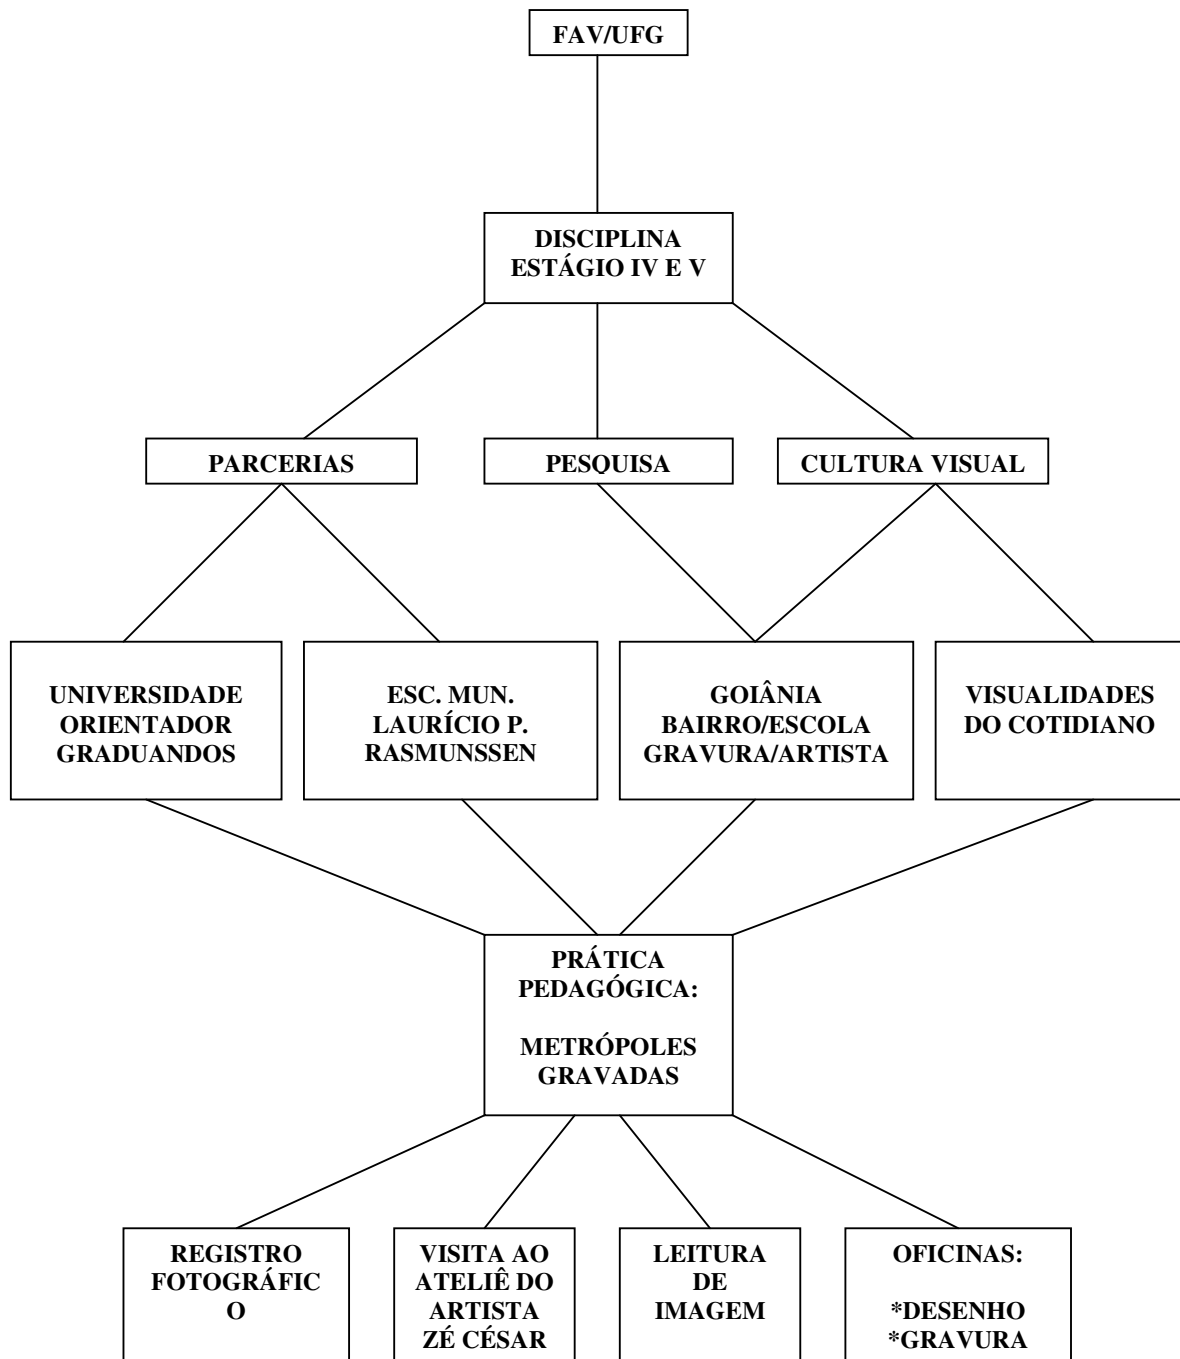 FAV/UFG
DISCIPLINA
ESTÁGIO IV E V
PARCERIAS
PESQUISA
CULTURA VISUAL
UNIVERSIDADE
ORIENTADOR
GRADUANDOS
ESC. MUN.
LAURÍCIO P.
RASMUNSSEN
GOIÂNIA
BAIRRO/ESCOLA
GRAVURA/ARTISTA
VISUALIDADES
DO COTIDIANO
PRÁTICA
PEDAGÓGICA:
METRÓPOLES
GRAVADAS
REGISTRO
FOTOGRÁFIC
O
VISITA AO
ATELIÊ DO
ARTISTA
ZÉ CÉSAR
LEITURA
DE
IMAGEM
OFICINAS:
*DESENHO
*GRAVURA